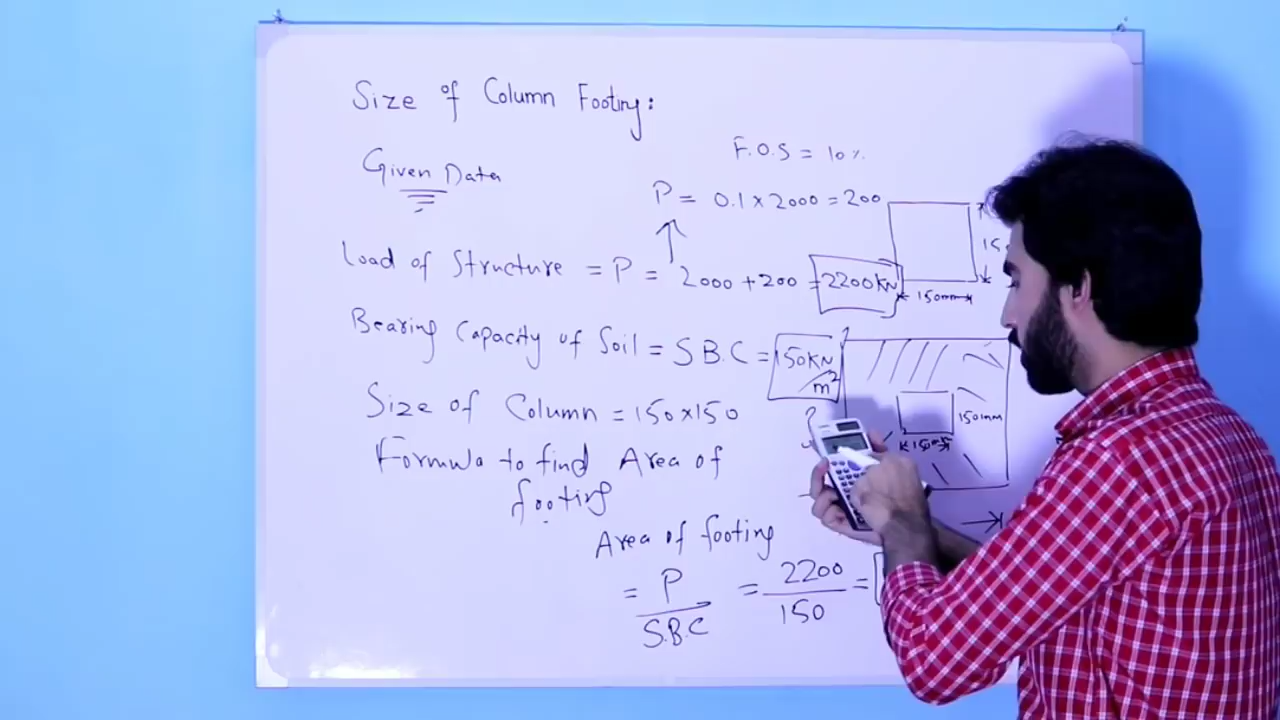 Size of Column Footing:
F.O.S = 10%.
Given Data
P = 0.1 x 2000 = 200
Load of Structure = P = 2000 + 200 = 2200KN
150mm
Bearing Capacity of Soil = S.B.C = 150KN/m²
Size of Column = 150x150
150mm
Formula to find Area of
footing
Area of footing
= P/S.B.C = 2200/150 =